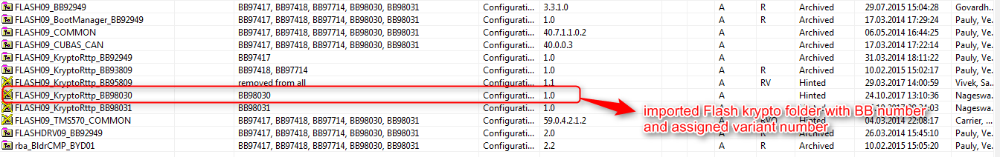 FLASH09_BB92949 BB97417, BB97418, BB97714, BB98030, BB98031 Configurati... 3.3.1.0 A R Archived 29.07.2015 15:04:28 Govardh...
FLASH09_BootManager_BB92949 BB97417, BB97418, BB97714, BB98030, BB98031 Configurati... 1.0 A R Archived 17.03.2014 17:29:24 Pauly, Ve...
FLASH09_COMMON BB97417, BB97418, BB97714, BB98030, BB98031 Configurati... 40.7.1.1.0.2 A Archived 06.05.2014 16:44:25 Pauly, Ve...
FLASH09_CUBAS_CAN BB97417, BB97418, BB97714, BB98030, BB98031 Configurati... 40.0.0.3 A Archived 17.03.2014 17:22:14 Pauly, Ve...
FLASH09_KryptoRttp_BB92949 BB97417 Configurati... 1.0 A Archived 31.03.2014 18:11:22 Pauly, Ve...
FLASH09_KryptoRttp_BB93809 BB97418, BB97714 Configurati... 1.0 A R Archived 10.02.2015 15:02:17 Pauly, Ve...
FLASH09_KryptoRttp_BB95809 removed from all Configurati... 1.1 A RV Hinted 29.03.2017 14:00:59 Vivek, Sa...
FLASH09_KryptoRttp_BB98030 BB98030 Configurati... 1.0 A Hinted 24.10.2017 13:10:36 Nageswa...
FLASH09_KryptoRttp_BB98031 BB98031 Configurati... 1.0 A Nageswa...
FLASH09_TMS570_COMMON BB97417, BB97418, BB97714, BB98030, BB98031 Configurati... 59.0.4.2.1.2 A RVO Hinted 04.03.2014 22:08:17 Carrier, ...
FLASHDRV09_BB92949 BB97417, BB97418, BB97714, BB98030, BB98031 Configurati... 2.0 A R Archived 26.03.2014 15:45:10 Pauly, Ve...
rba_BldrCMP_BYD01 BB97417, BB97418, BB97714, BB98030, BB98031 Configurati... 2.2 A R Archived 10.02.2015 15:05:20 Pauly, Ve...
imported Flash krypto folder with BB number
and assigned variant number